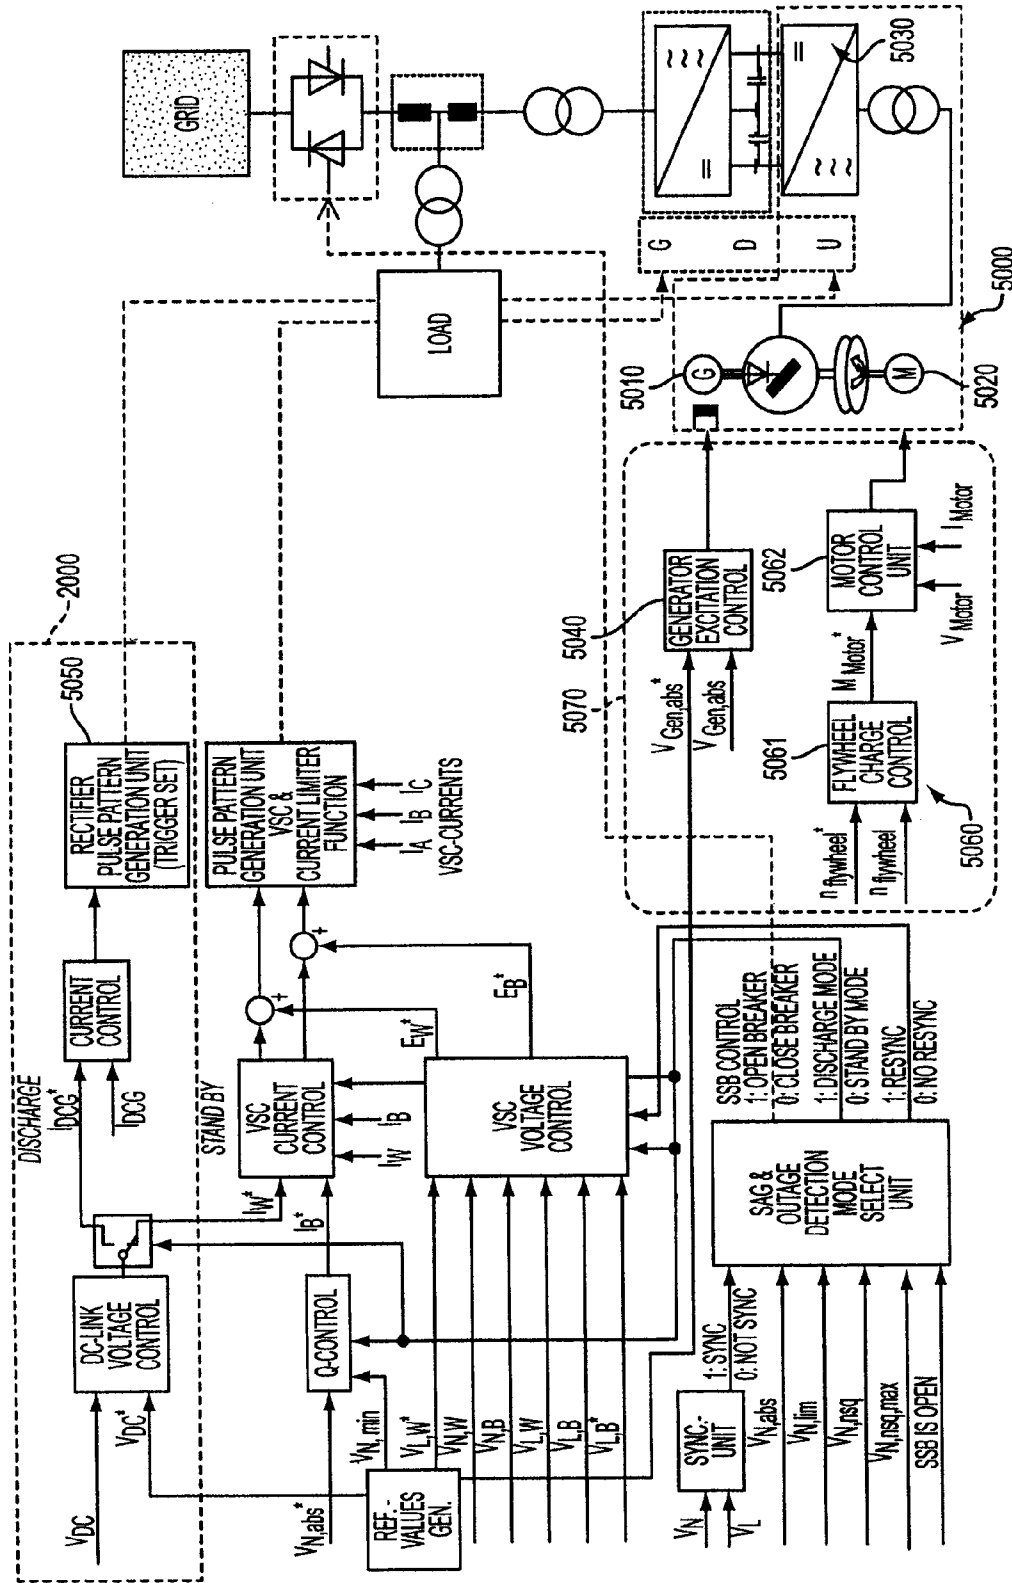 2000
DISCHARGE
V_DC
V_DC*
DC-LINK
VOLTAGE
CONTROL
I_DCG*
I_DCG
CURRENT
CONTROL
5050
RECTIFIER
PULSE PATTERN
GENERATION UNIT
(TRIGGER SET)
STAND BY
V_N,abs*
V_N,min
Q-CONTROL
I_W*
I_B*
VSC
CURRENT
CONTROL
I_W
I_B
+
+
PULSE PATTERN
GENERATION UNIT
VSC &
CURRENT LIMITER
FUNCTION
I_A
I_B
I_C
VSC-CURRENTS
REF.-
VALUES
GEN.
V_L,W*
V_N,W
V_N,B
V_L,W
V_L,B
V_L,B*
VSC
VOLTAGE
CONTROL
E_W*
E_B*
V_N
V_L
SYNC.-
UNIT
1: SYNC
0: NOT SYNC
V_N,abs
V_N,lim
V_N,nsq
V_N,nsq,max
SSB IS OPEN
SAG &
OUTAGE
DETECTION
MODE
SELECT
UNIT
SSB CONTROL
1: OPEN BREAKER
0: CLOSE BREAKER
1: DISCHARGE MODE
0: STAND BY MODE
1: RESYNC
0: NO RESYNC
5070
V_Gen,abs*
V_Gen,abs
5040
GENERATOR
EXCITATION
CONTROL
n_flywheel*
n_flywheel
5061
FLYWHEEL
CHARGE
CONTROL
5060
M_Motor*
5062
MOTOR
CONTROL
UNIT
V_Motor
I_Motor
GRID
LOAD
G
D
U
=
~ ~ ~
~ ~ ~
=
5030
5010
G
M
5020
5000